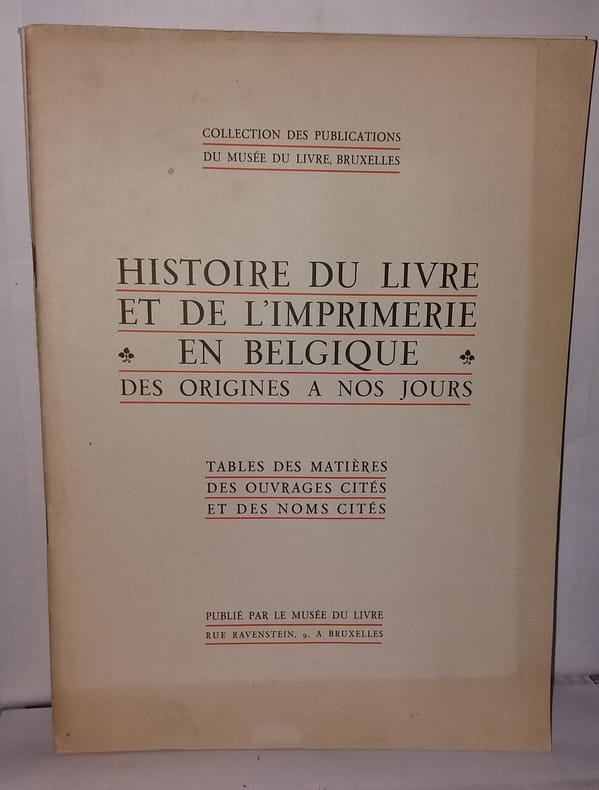 COLLECTION DES PUBLICATIONS
DU MUSÉE DU LIVRE, BRUXELLES
HISTOIRE DU LIVRE
ET DE L'IMPRIMERIE
EN BELGIQUE
DES ORIGINES A NOS JOURS
TABLES DES MATIÈRES
DES OUVRAGES CITÉS
ET DES NOMS CITÉS
PUBLIÉ PAR LE MUSÉE DU LIVRE
RUE RAVENSTEIN, 9, A BRUXELLES